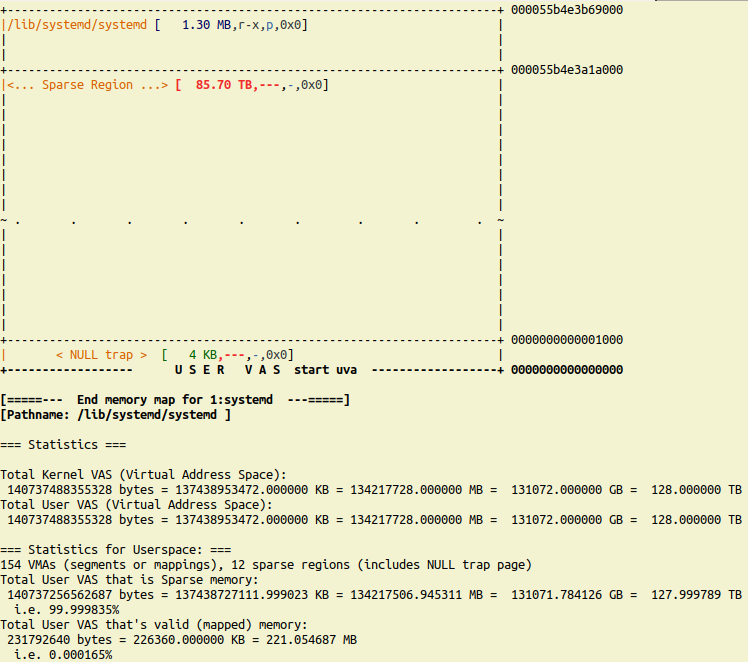 +----------------------------------------------------------------------+ 000055b4e3b69000
|/lib/systemd/systemd [   1.30 MB,r-x,p,0x0]                           |
|                                                                      |
|                                                                      |
+----------------------------------------------------------------------+ 000055b4e3a1a000
|<... Sparse Region ...> [  85.70 TB,---,-,0x0]                        |
|                                                                      |
|                                                                      |
|                                                                      |
|                                                                      |
|                                                                      |
|                                                                      |
|                                                                      |
|                                                                      |
~ .       .       .       .       .       .        .       .        .  ~
|                                                                      |
|                                                                      |
|                                                                      |
|                                                                      |
|                                                                      |
|                                                                      |
|                                                                      |
+----------------------------------------------------------------------+ 0000000000001000
|       < NULL trap >  [   4 KB,---,-,0x0]                             |
+------------------      U S E R   V A S  start uva  ------------------+ 0000000000000000

[=====---  End memory map for 1:systemd  ---=====]
[Pathname: /lib/systemd/systemd ]

=== Statistics ===

Total Kernel VAS (Virtual Address Space):
 140737488355328 bytes = 137438953472.000000 KB = 134217728.000000 MB =  131072.000000 GB =  128.000000 TB
Total User VAS (Virtual Address Space):
 140737488355328 bytes = 137438953472.000000 KB = 134217728.000000 MB =  131072.000000 GB =  128.000000 TB

=== Statistics for Userspace: ===
154 VMAs (segments or mappings), 12 sparse regions (includes NULL trap page)
Total User VAS that is Sparse memory:
 140737256562687 bytes = 137438727111.999023 KB = 134217506.945311 MB =  131071.784126 GB =  127.999789 TB
  i.e. 99.999835%
Total User VAS that's valid (mapped) memory:
 231792640 bytes = 226360.000000 KB = 221.054687 MB
  i.e. 0.000165%